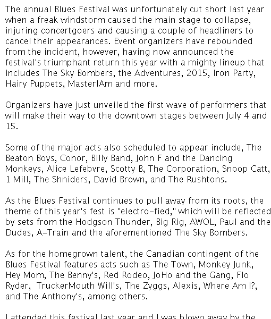 The annual Blues Festival was unfortunately cut short last year
when a freak windstorm caused the main stage to collapse,
injuring concertgoers and causing a couple of headliners to
cancel their appearances. Event organizers have rebounded
from the incident, however, having now announced the
festival's triumphant return this year with a mighty lineup that
includes The Sky Bombers, the Adventures, 2015, Iron Party,
Hairy Puppets, MasterIAm and more.
Organizers have just unveiled the first wave of performers that
will make their way to the downtown stages between July 4 and
15.
Some of the major acts also scheduled to appear include, The
Beaton Boys, Conor, Billy Band, John F and the Dancing
Monkeys, Alice Lefebvre, Scotty B, The Corporation, Snoop Catt,
1 Mill, The Shniders, David Brown, and The Rushtons.
As the Blues Festival continues to pull away from its roots, the
theme of this year's fest is "electro-fied," which will be reflected
by sets from the Hodgson Thunder, Big Rig, AWOL, Paul and the
Dudes, A-Train and the aforementioned The Sky Bombers.
As for the homegrown talent, the Canadian contingent of the
Blues Festival features acts such as The Town, Monkey Junk,
Hey Mom, The Benny's, Red Rodeo, JoHo and the Gang, Flo
Ryder, TruckerMouth Willis, The Zyggs, Alexis, Where Am I?,
and The Anthony's, among others.
I attended this festival last year and I was blown away by the